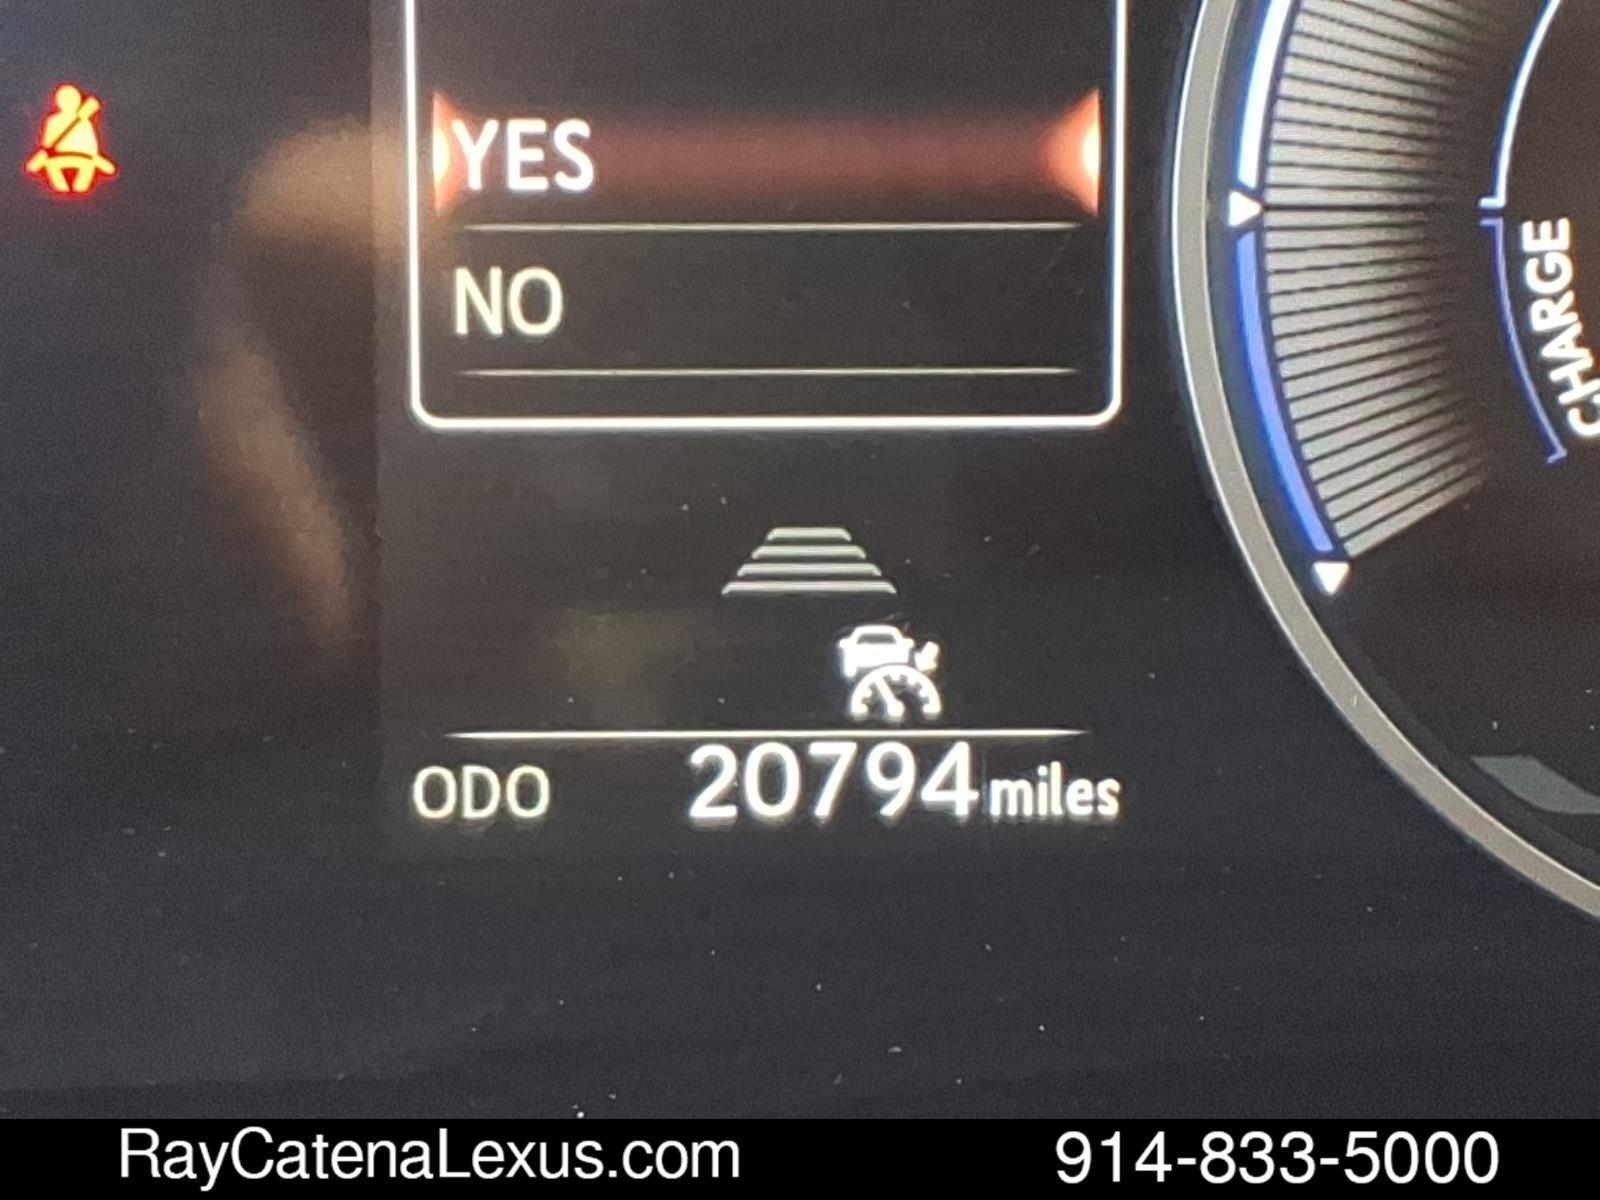 YES
NO
CHARGE
ODO 20794 miles
RayCatenaLexus.com 914-833-5000